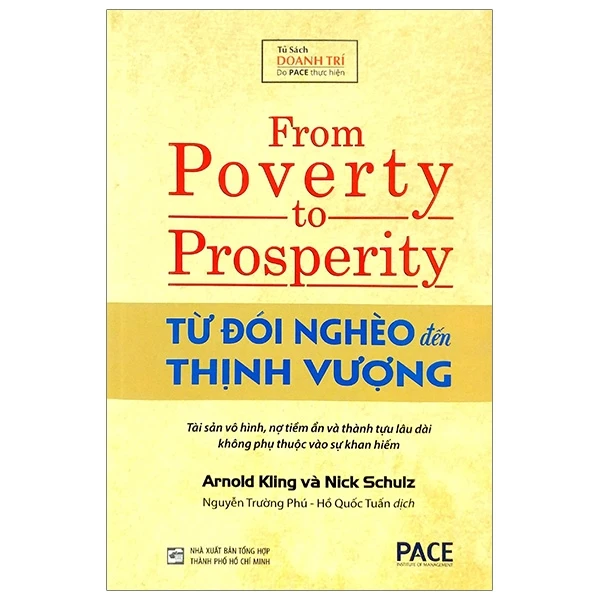 Tủ Sách
DOANH TRÍ
Do PACE thực hiện
From
Poverty
to
Prosperity
TỪ ĐÓI NGHÈO đến
THỊNH VƯỢNG
Tài sản vô hình, nợ tiềm ẩn và thành tựu lâu dài
không phụ thuộc vào sự khan hiếm
Arnold Kling và Nick Schulz
Nguyễn Trường Phú - Hồ Quốc Tuấn dịch
NHÀ XUẤT BẢN TỔNG HỢP
THÀNH PHỐ HỒ CHÍ MINH
PACE
INSTITUTE OF MANAGEMENT